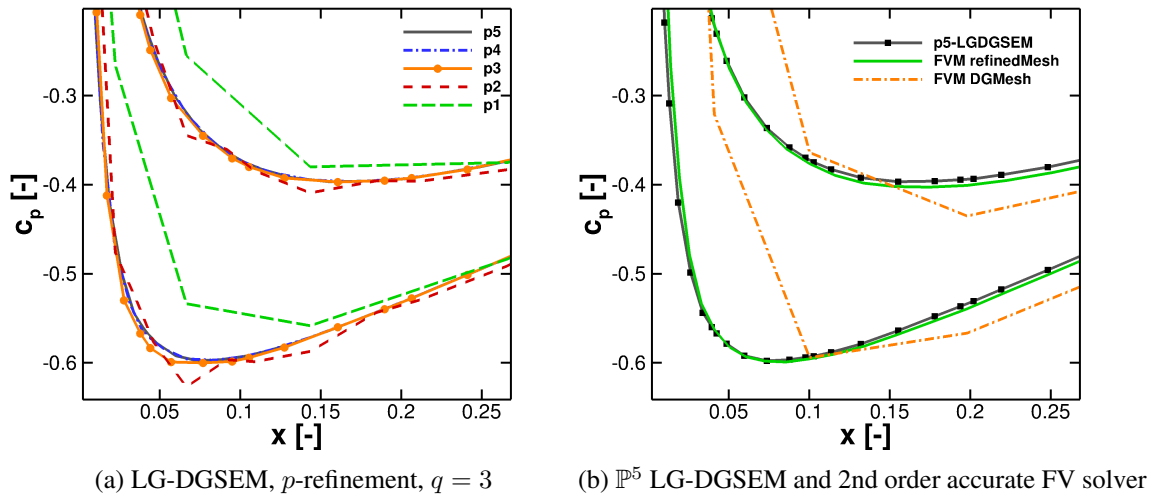 p5
p4
p3
p2
p1
-0.3
-0.4
-0.5
-0.6
c_p [-]
0.05
0.1
0.15
0.2
0.25
x [-]
(a) LG-DGSEM, p-refinement, q = 3
p5-LGDGSEM
FVM refinedMesh
FVM DGMesh
-0.3
-0.4
-0.5
-0.6
c_p [-]
0.05
0.1
0.15
0.2
0.25
x [-]
(b) ℙ⁵ LG-DGSEM and 2nd order accurate FV solver